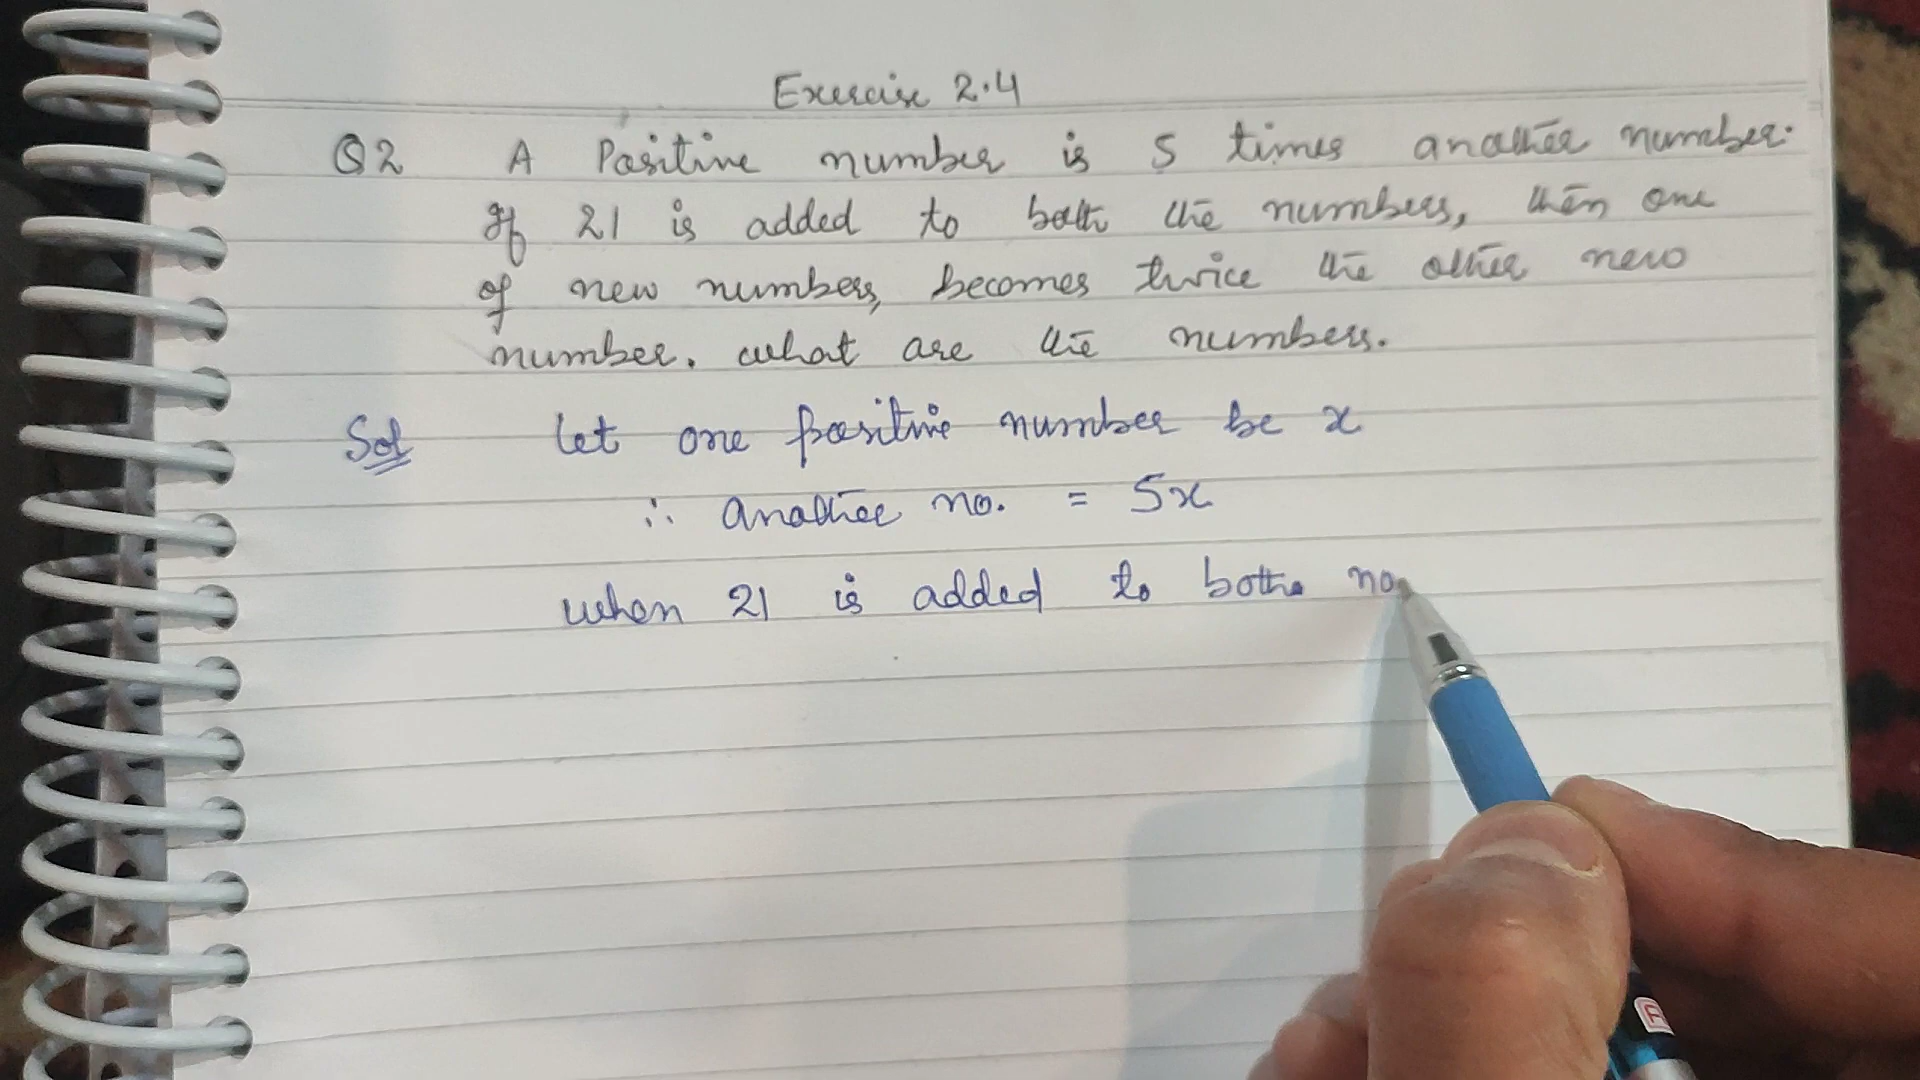 Exercise 2.4
Q2 A Positive number is 5 times another number.
If 21 is added to both the numbers, then one
of new numbers, becomes twice the other new
number. what are the numbers.
Sol let one positive number be x
∴ another no. = 5x
when 21 is added to both no.